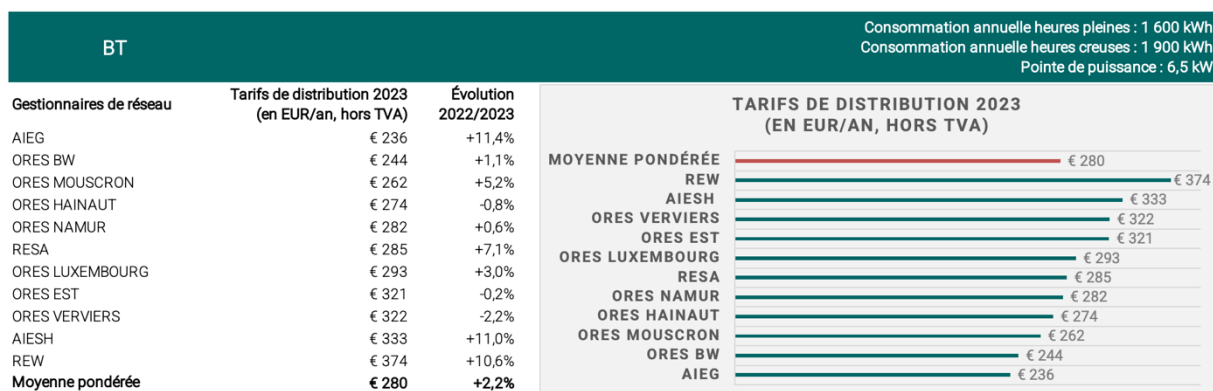 BT
Consommation annuelle heures pleines : 1 600 kWh
Consommation annuelle heures creuses : 1 900 kWh
Pointe de puissance : 6,5 kW
Gestionnaires de réseau Tarifs de distribution 2023 (en EUR/an, hors TVA) Évolution 2022/2023
AIEG € 236 +11,4%
ORES BW € 244 +1,1%
ORES MOUSCRON € 262 +5,2%
ORES HAINAUT € 274 -0,8%
ORES NAMUR € 282 +0,6%
RESA € 285 +7,1%
ORES LUXEMBOURG € 293 +3,0%
ORES EST € 321 -0,2%
ORES VERVIERS € 322 -2,2%
AIESH € 333 +11,0%
REW € 374 +10,6%
Moyenne pondérée € 280 +2,2%
TARIFS DE DISTRIBUTION 2023
(EN EUR/AN, HORS TVA)
MOYENNE PONDÉRÉE € 280
REW € 374
AIESH € 333
ORES VERVIERS € 322
ORES EST € 321
ORES LUXEMBOURG € 293
RESA € 285
ORES NAMUR € 282
ORES HAINAUT € 274
ORES MOUSCRON € 262
ORES BW € 244
AIEG € 236